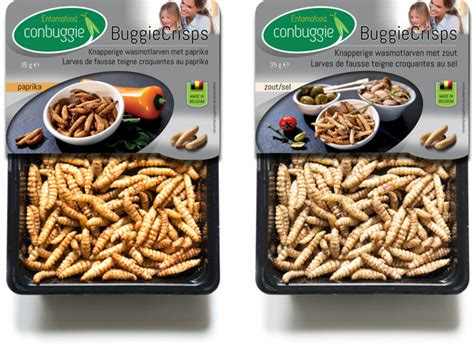 Entomofood
conbuggie
BuggieCrisps
Knapperige wasmotlarven met paprika
Larves de fausse teigne croquantes au paprika
35 g e
paprika
MADE IN
BELGIUM
Entomofood
conbuggie
BuggieCrisps
Knapperige wasmotlarven met zout
Larves de fausse teigne croquantes au sel
35 g e
zout/sel
MADE IN
BELGIUM